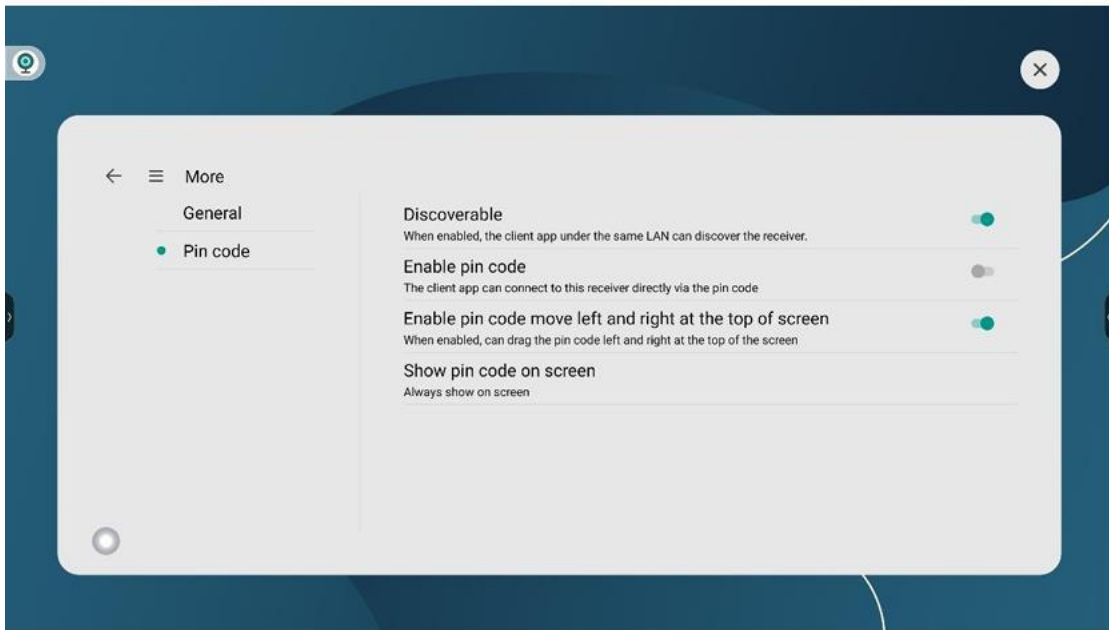 More
General
Pin code
Discoverable
When enabled, the client app under the same LAN can discover the receiver.
Enable pin code
The client app can connect to this receiver directly via the pin code
Enable pin code move left and right at the top of screen
When enabled, can drag the pin code left and right at the top of the screen
Show pin code on screen
Always show on screen